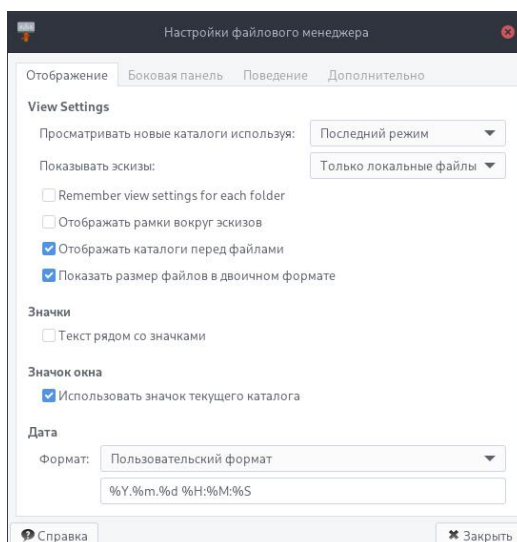 Настройки файлового менеджера
Отображение Боковая панель Поведение Дополнительно
View Settings
Просматривать новые каталоги используя: Последний режим
Показывать эскизы: Только локальные файлы
Remember view settings for each folder
Отображать рамки вокруг эскизов
Отображать каталоги перед файлами
Показать размер файлов в двоичном формате
Значки
Текст рядом со значками
Значок окна
Использовать значок текущего каталога
Дата
Формат: Пользовательский формат
%Y.%m.%d %H:%M:%S
Справка Закрыть